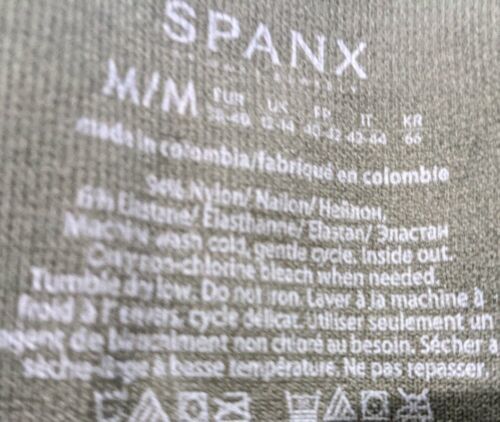 SPANX
M/M EUR UK FR IT KR
38-40 12-14 40-42 42-44 66
made in colombia/fabriqué en colombie
94% Nylon/ Nailon/ Нейлон,
6% Elastane/ Elasthanne/ Elastan/ Эластан
Machine wash cold, gentle cycle. Inside out.
Only non-chlorine bleach when needed.
Tumble dry low. Do not iron. Laver à la machine à
froid à l'envers, cycle délicat. Utiliser seulement un
agent de blanchiment non chloré au besoin. Sécher à
sèche-linge à basse température. Ne pas repasser.